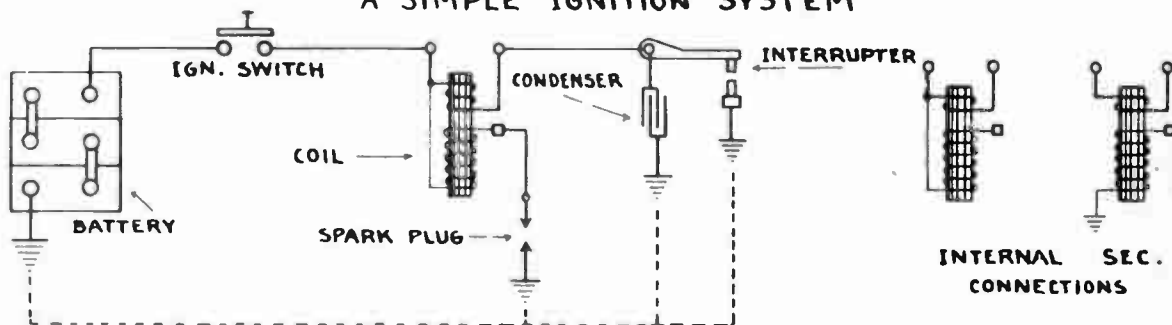 A SIMPLE IGNITION SYSTEM
IGN. SWITCH
CONDENSER
INTERRUPTER
COIL
BATTERY
SPARK PLUG
INTERNAL SEC.
CONNECTIONS